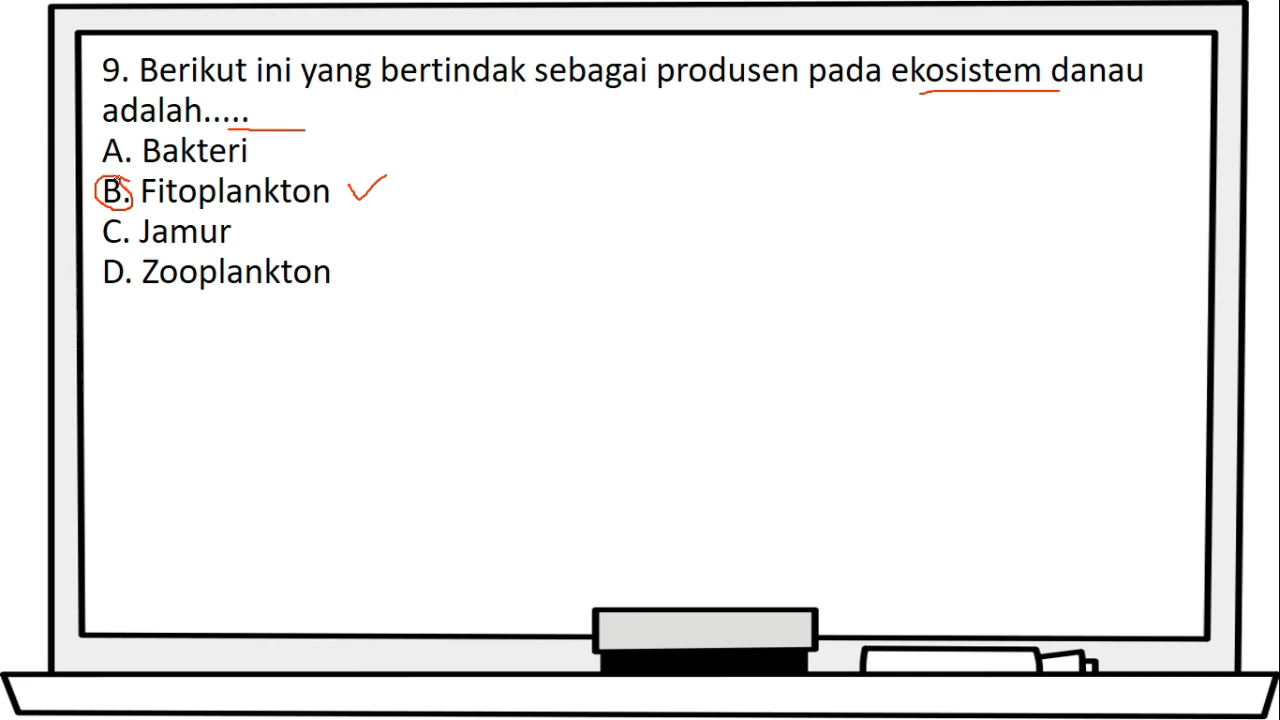 9. Berikut ini yang bertindak sebagai produsen pada ekosistem danau
adalah.....
A. Bakteri
B. Fitoplankton
C. Jamur
D. Zooplankton